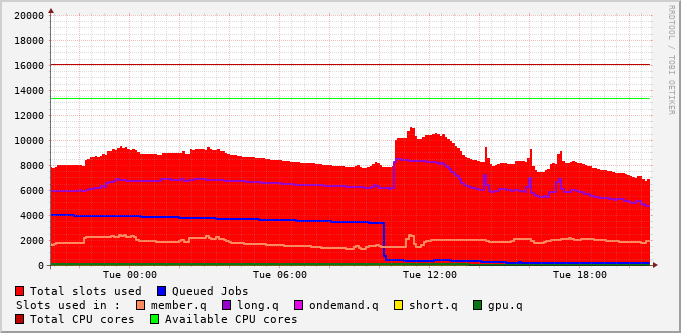 20000
18000
16000
14000
12000
10000
8000
6000
4000
2000
0
Tue 00:00 Tue 06:00 Tue 12:00 Tue 18:00
RRDTOOL / TOBI OETIKER
Total slots used Queued Jobs
Slots used in : member.q long.q ondemand.q short.q gpu.q
Total CPU cores Available CPU cores